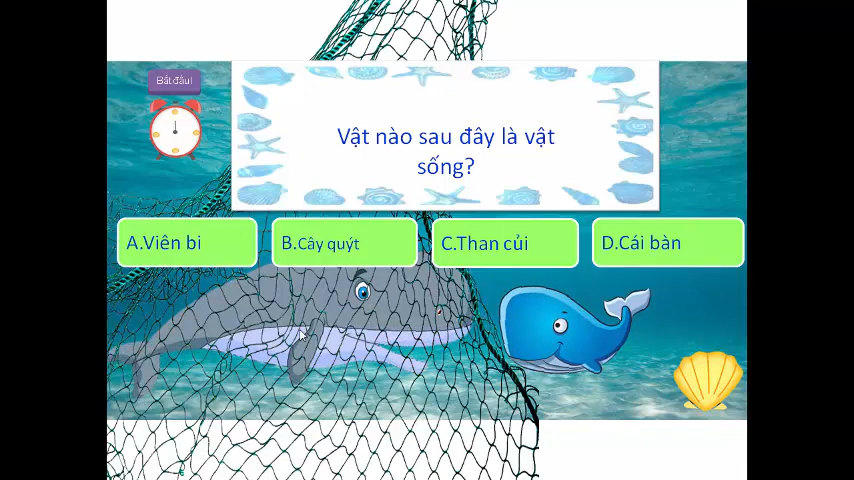 Bắt đầu!
Vật nào sau đây là vật
sống?
A.Viên bi
B.Cây quýt
C.Than củi
D.Cái bàn